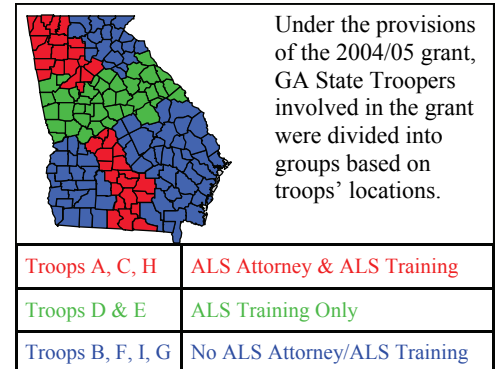 Under the provisions
of the 2004/05 grant,
GA State Troopers
involved in the grant
were divided into
groups based on
troops’ locations.
Troops A, C, H ALS Attorney & ALS Training
Troops D & E ALS Training Only
Troops B, F, I, G No ALS Attorney/ALS Training